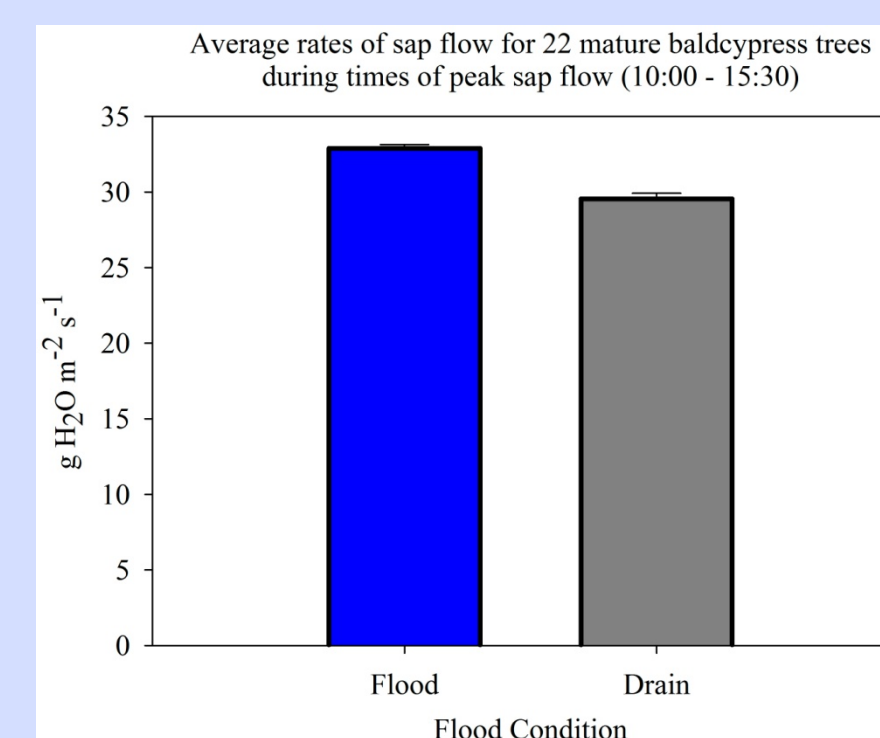 Average rates of sap flow for 22 mature baldcypress trees
during times of peak sap flow (10:00 - 15:30)
35
30
25
20
15
10
5
0
g H₂O m⁻² s⁻¹
Flood
Drain
Flood Condition